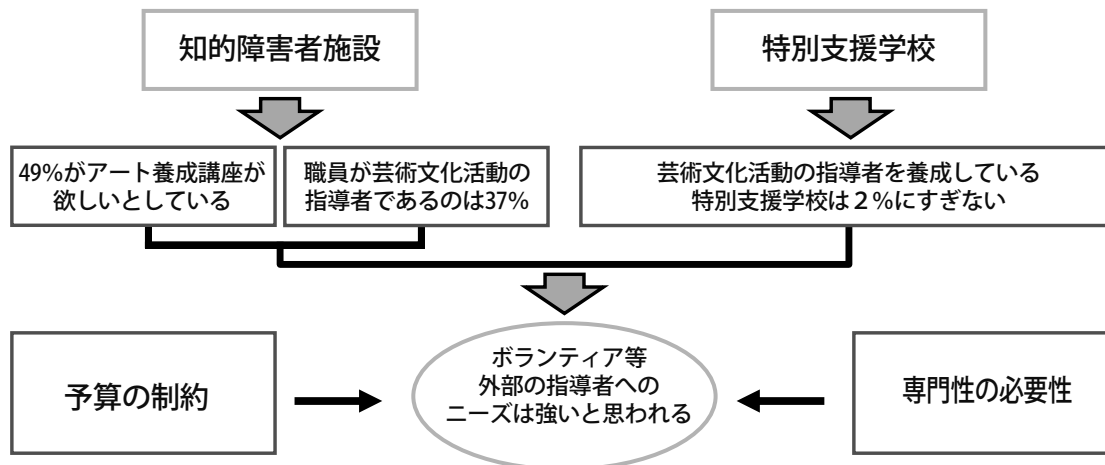 知的障害者施設
特別支援学校
49%がアート養成講座が
欲しいとしている
職員が芸術文化活動の
指導者であるのは37%
芸術文化活動の指導者を養成している
特別支援学校は２％にすぎない
予算の制約
ボランティア等
外部の指導者への
ニーズは強いと思われる
専門性の必要性